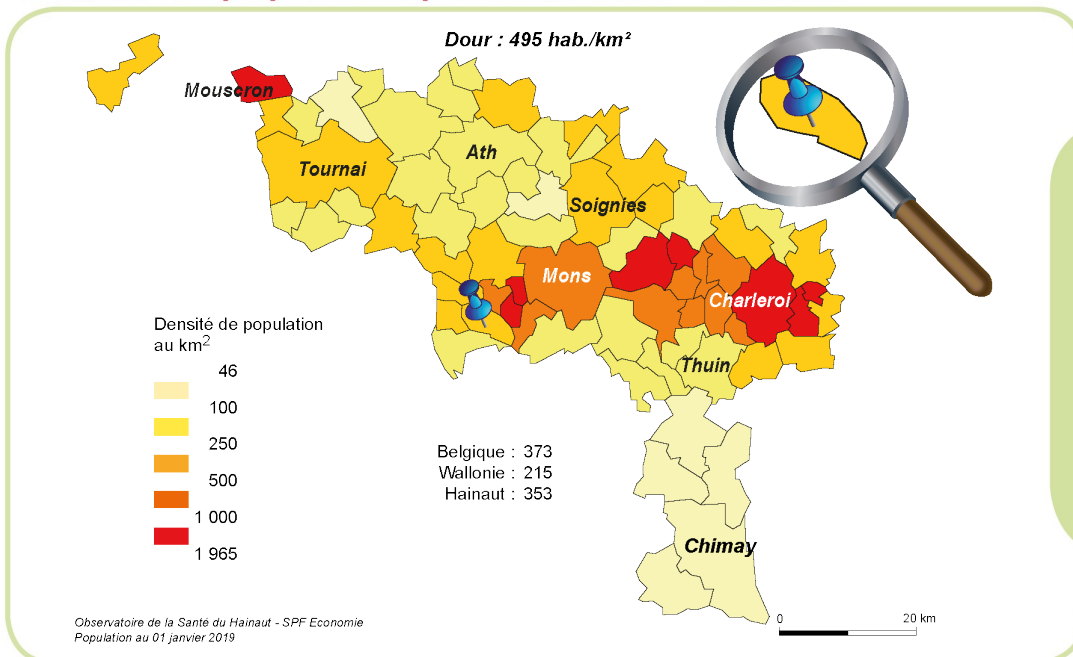 Dour : 495 hab./km²
Mouscron
Ath
Tournai
Soignies
Mons
Charleroi
Densité de population
au km2
Thuin
46
100
250
500
1 000
1 965
Belgique : 373
Wallonie : 215
Hainaut : 353
Chimay
Observatoire de la Santé du Hainaut - SPF Economie
Population au 01 janvier 2019
0 20 km